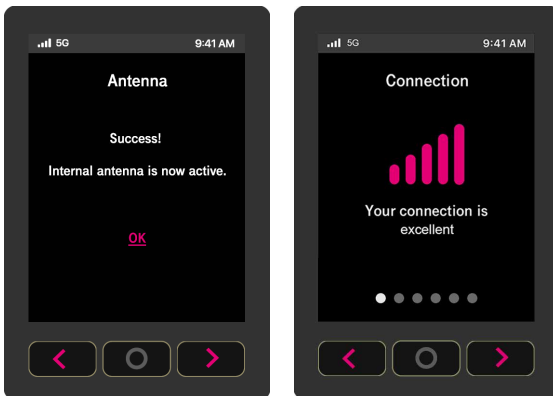 5G 9:41 AM
Antenna
Success!
Internal antenna is now active.
OK
5G 9:41 AM
Connection
Your connection is
excellent